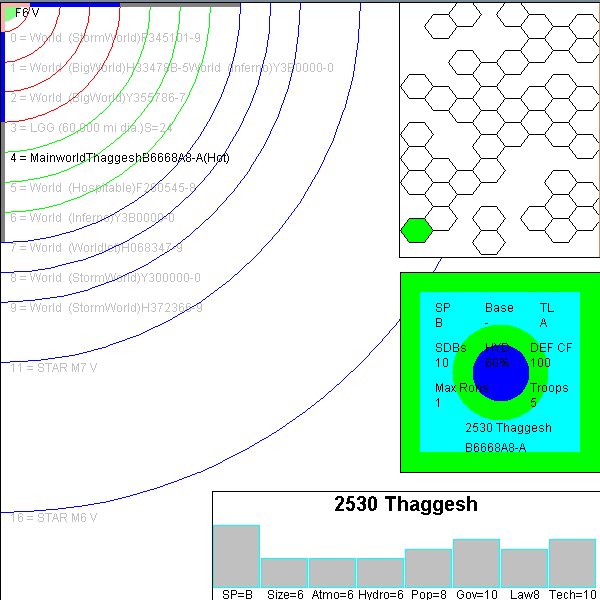 F6 V
0 = World (StormWorld)F345101-9
1 = World (BigWorld)H33479B-5World (Inferno)Y3B0000-0
2 = World (BigWorld)Y355786-7
3 = LGG (60,000 mi dia.)S=24
4 = MainworldThaggeshB6668A8-A(Hot)
5 = World (Hospitable)F200545-8
6 = World (Inferno)Y3B0000-0
7 = World (Worldlet)H068347-9
8 = World (StormWorld)Y300000-0
9 = World (StormWorld)H372366-9
11 = STAR M7 V
16 = STAR M6 V
SP Base TL
B - A
SDBs HYD DEF CF
10 60% 100
Troops
1 5
2530 Thaggesh
B6668A8-A
2530 Thaggesh
SP=B Size=6 Atmo=6 Hydro=6 Pop=8 Gov=10 Law8 Tech=10